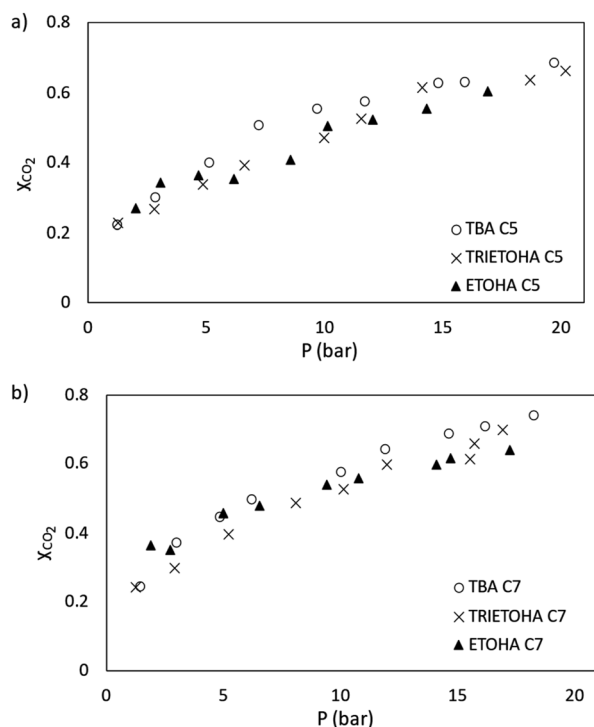 a)
0.8
0.6
0.4
0.2
0
XCO2
TBA C5
TRIETOHA C5
ETOHA C5
0 5 10 15 20
P (bar)
b)
0.8
0.6
0.4
0.2
0
XCO2
TBA C7
TRIETOHA C7
ETOHA C7
0 5 10 15 20
P (bar)